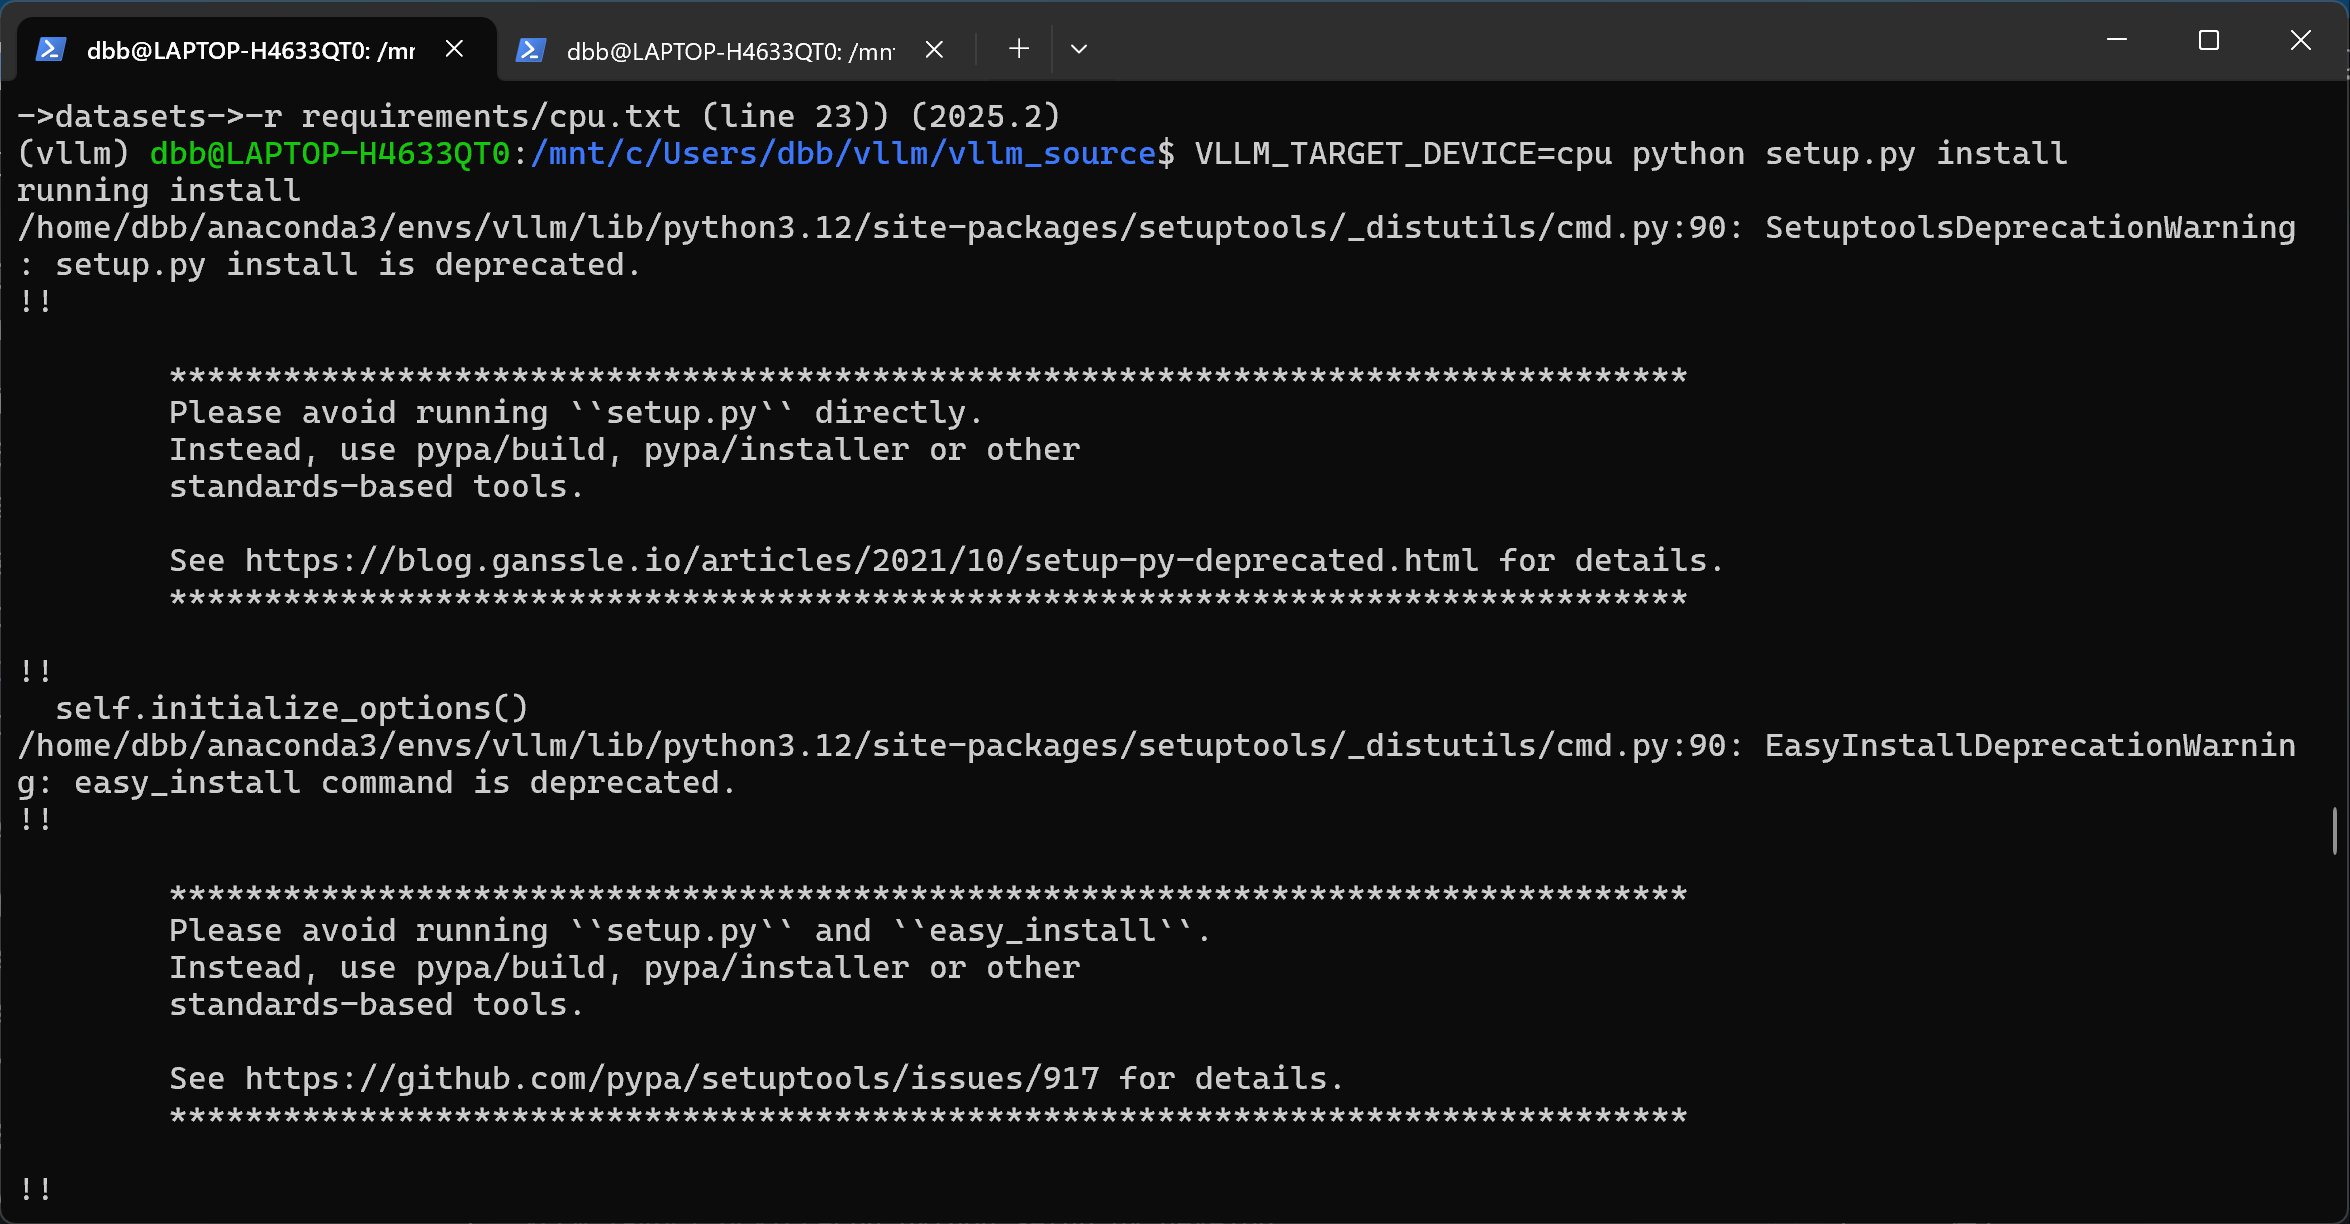 dbb@LAPTOP-H4633QT0: /mr
dbb@LAPTOP-H4633QT0: /mn
->datasets->-r requirements/cpu.txt (line 23)) (2025.2)
(vllm) dbb@LAPTOP-H4633QT0:/mnt/c/Users/dbb/vllm/vllm_source$ VLLM_TARGET_DEVICE=cpu python setup.py install
running install
/home/dbb/anaconda3/envs/vllm/lib/python3.12/site-packages/setuptools/_distutils/cmd.py:90: SetuptoolsDeprecationWarning
: setup.py install is deprecated.
!!
********************************************************************************
Please avoid running ``setup.py`` directly.
Instead, use pypa/build, pypa/installer or other
standards-based tools.
See https://blog.ganssle.io/articles/2021/10/setup-py-deprecated.html for details.
********************************************************************************
!!
self.initialize_options()
/home/dbb/anaconda3/envs/vllm/lib/python3.12/site-packages/setuptools/_distutils/cmd.py:90: EasyInstallDeprecationWarnin
g: easy_install command is deprecated.
!!
********************************************************************************
Please avoid running ``setup.py`` and ``easy_install``.
Instead, use pypa/build, pypa/installer or other
standards-based tools.
See https://github.com/pypa/setuptools/issues/917 for details.
********************************************************************************
!!